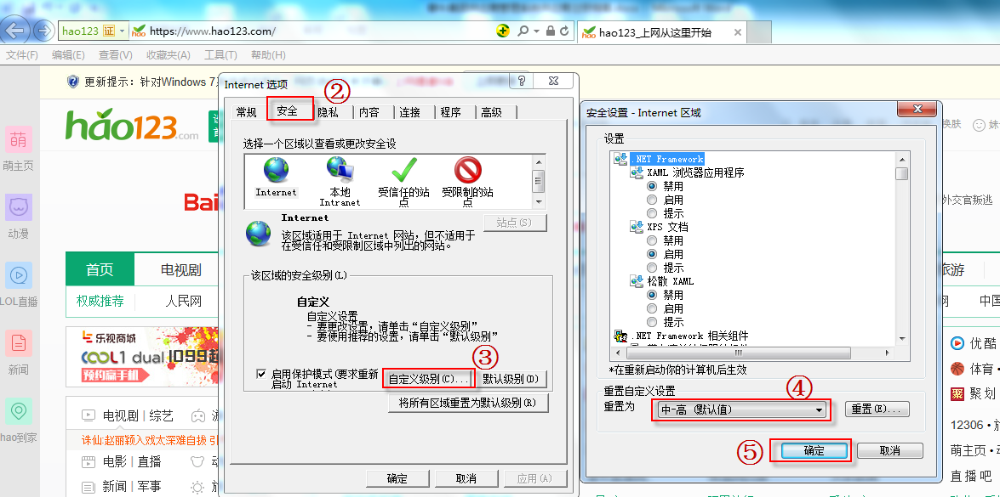 hao123 证
https://www.hao123.com/
hao123_上网从这里开始
文件(F) 编辑(E) 查看(V) 收藏夹(A) 工具(T) 帮助(H)
更新提示：针对Windows 7
hao123.com
萌
萌主页
动漫
LOL直播
新闻
hao到家
Bai
首页 电视剧
权威推荐 人民网
乐视商城
COOL1 dual 1099
预约赢手机
电视剧 | 综艺
诛仙:赵丽颖入戏太深难自拔 引
电影 | 直播
新闻 | 军事
Internet 选项
②
常规 安全 隐私 内容 连接 程序 高级
选择一个区域以查看或更改安全设
Internet
本地
Intranet
受信任的站
点
受限制的站
点
Internet
站点(S)
该区域适用于 Internet 网站，但不适用于
在受信任和受限制区域中列出的网站。
该区域的安全级别(L)
自定义
自定义设置
- 要更改设置，请单击“自定义级别”
- 要使用推荐的设置，请单击“默认级别”
③
启用保护模式(要求重新
启动 Internet
自定义级别(C)... 默认级别(D)
将所有区域重置为默认级别(R)
确定 取消 应用(A)
安全设置 - Internet 区域
设置
.NET Framework
XAML 浏览器应用程序
禁用
启用
提示
XPS 文档
禁用
启用
提示
松散 XAML
禁用
启用
提示
.NET Framework 相关组件
*在重新启动你的计算机后生效
④
重置自定义设置
重置为 中-高 (默认值) 重置(E)...
⑤
确定 取消
换肤
外交官叛逃
旅游
网 中国
优酷
体育
聚 聚划
12306
萌主页
直播吧